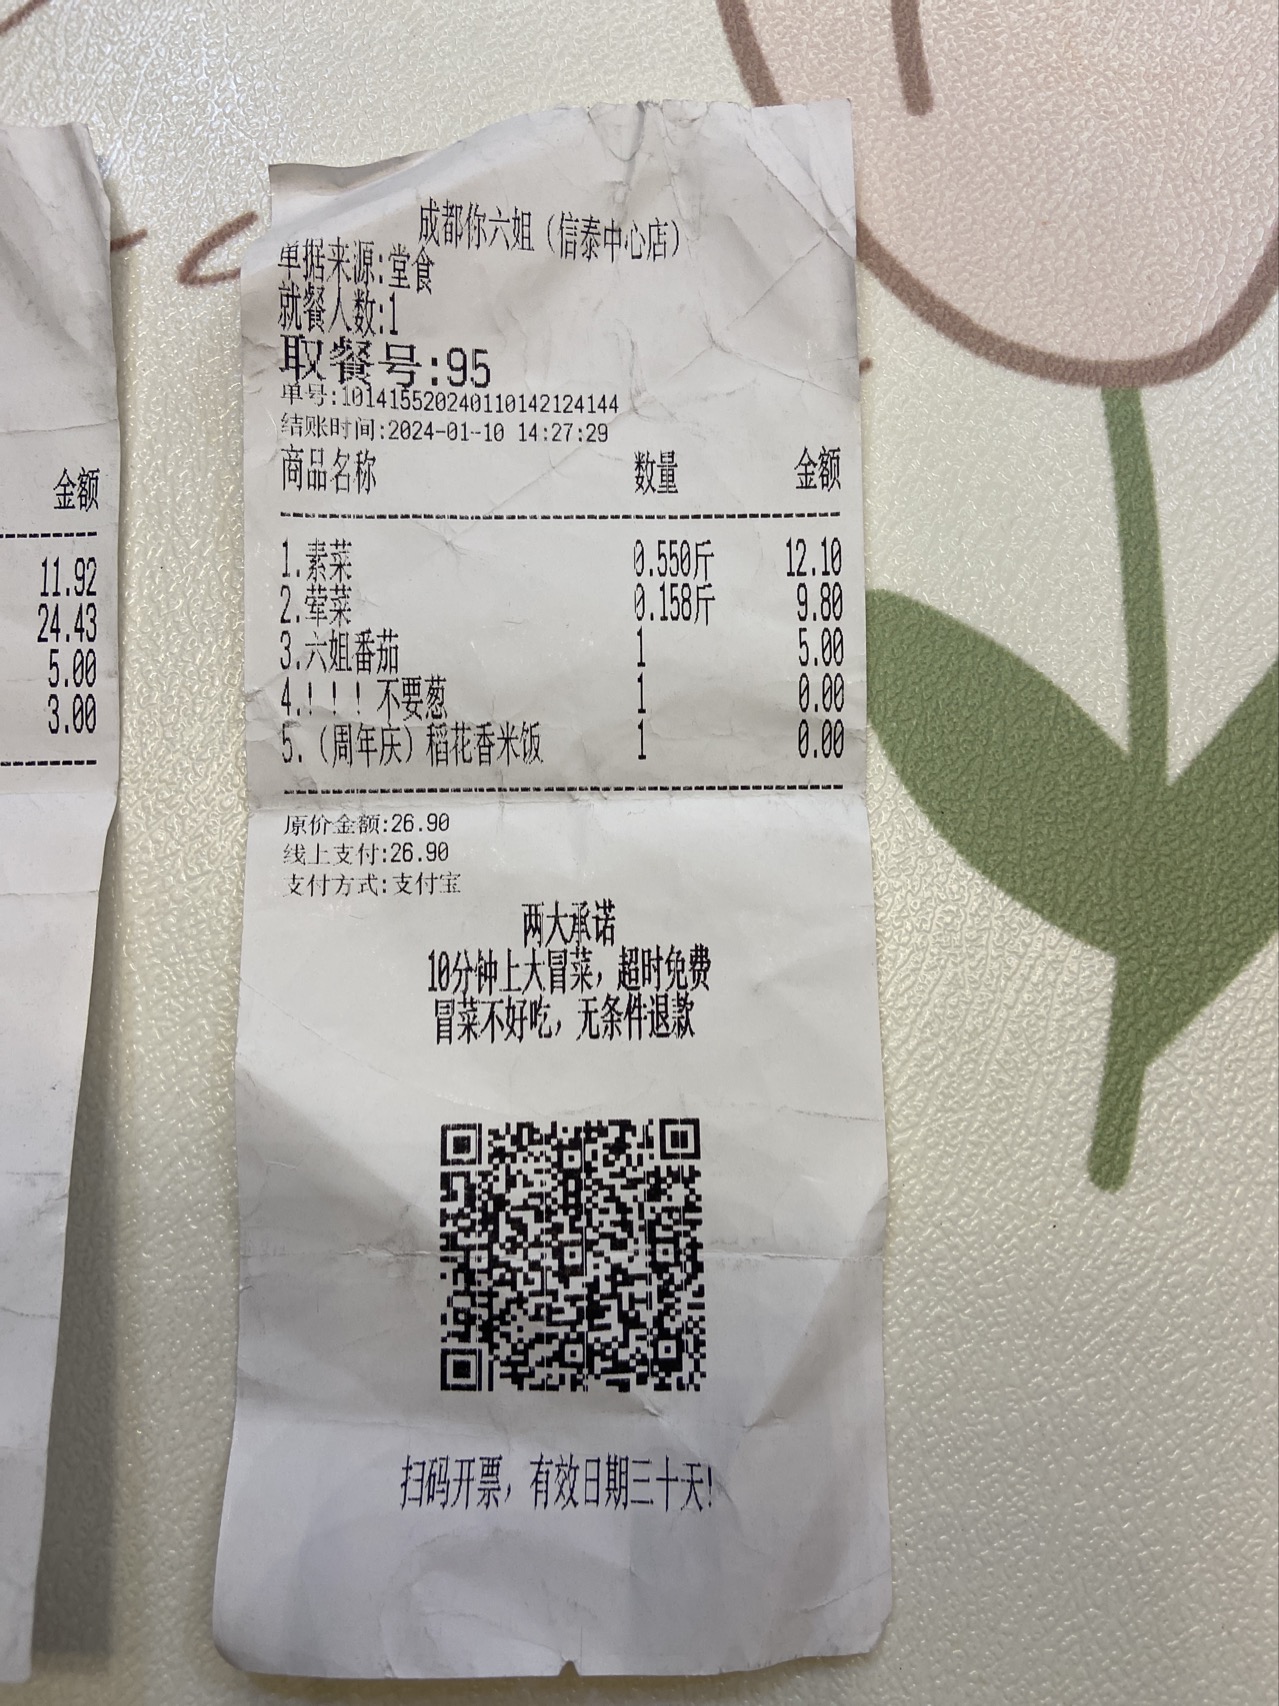 金额
11.92
24.43
5.00
3.00
成都你六姐（信泰中心店）
单据来源:堂食
就餐人数:1
取餐号:95
单号:101415520240110142124144
结账时间:2024-01-10 14:27:29
商品名称 数量 金额
1.素菜 0.550斤 12.10
2.荤菜 0.158斤 9.80
3.六姐番茄 1 5.00
4.！！！不要葱 1 0.00
5.（周年庆）稻花香米饭 1 0.00
原价金额:26.90
线上支付:26.90
支付方式:支付宝
两大承诺
10分钟上大冒菜，超时免费
冒菜不好吃，无条件退款
扫码开票，有效日期三十天!